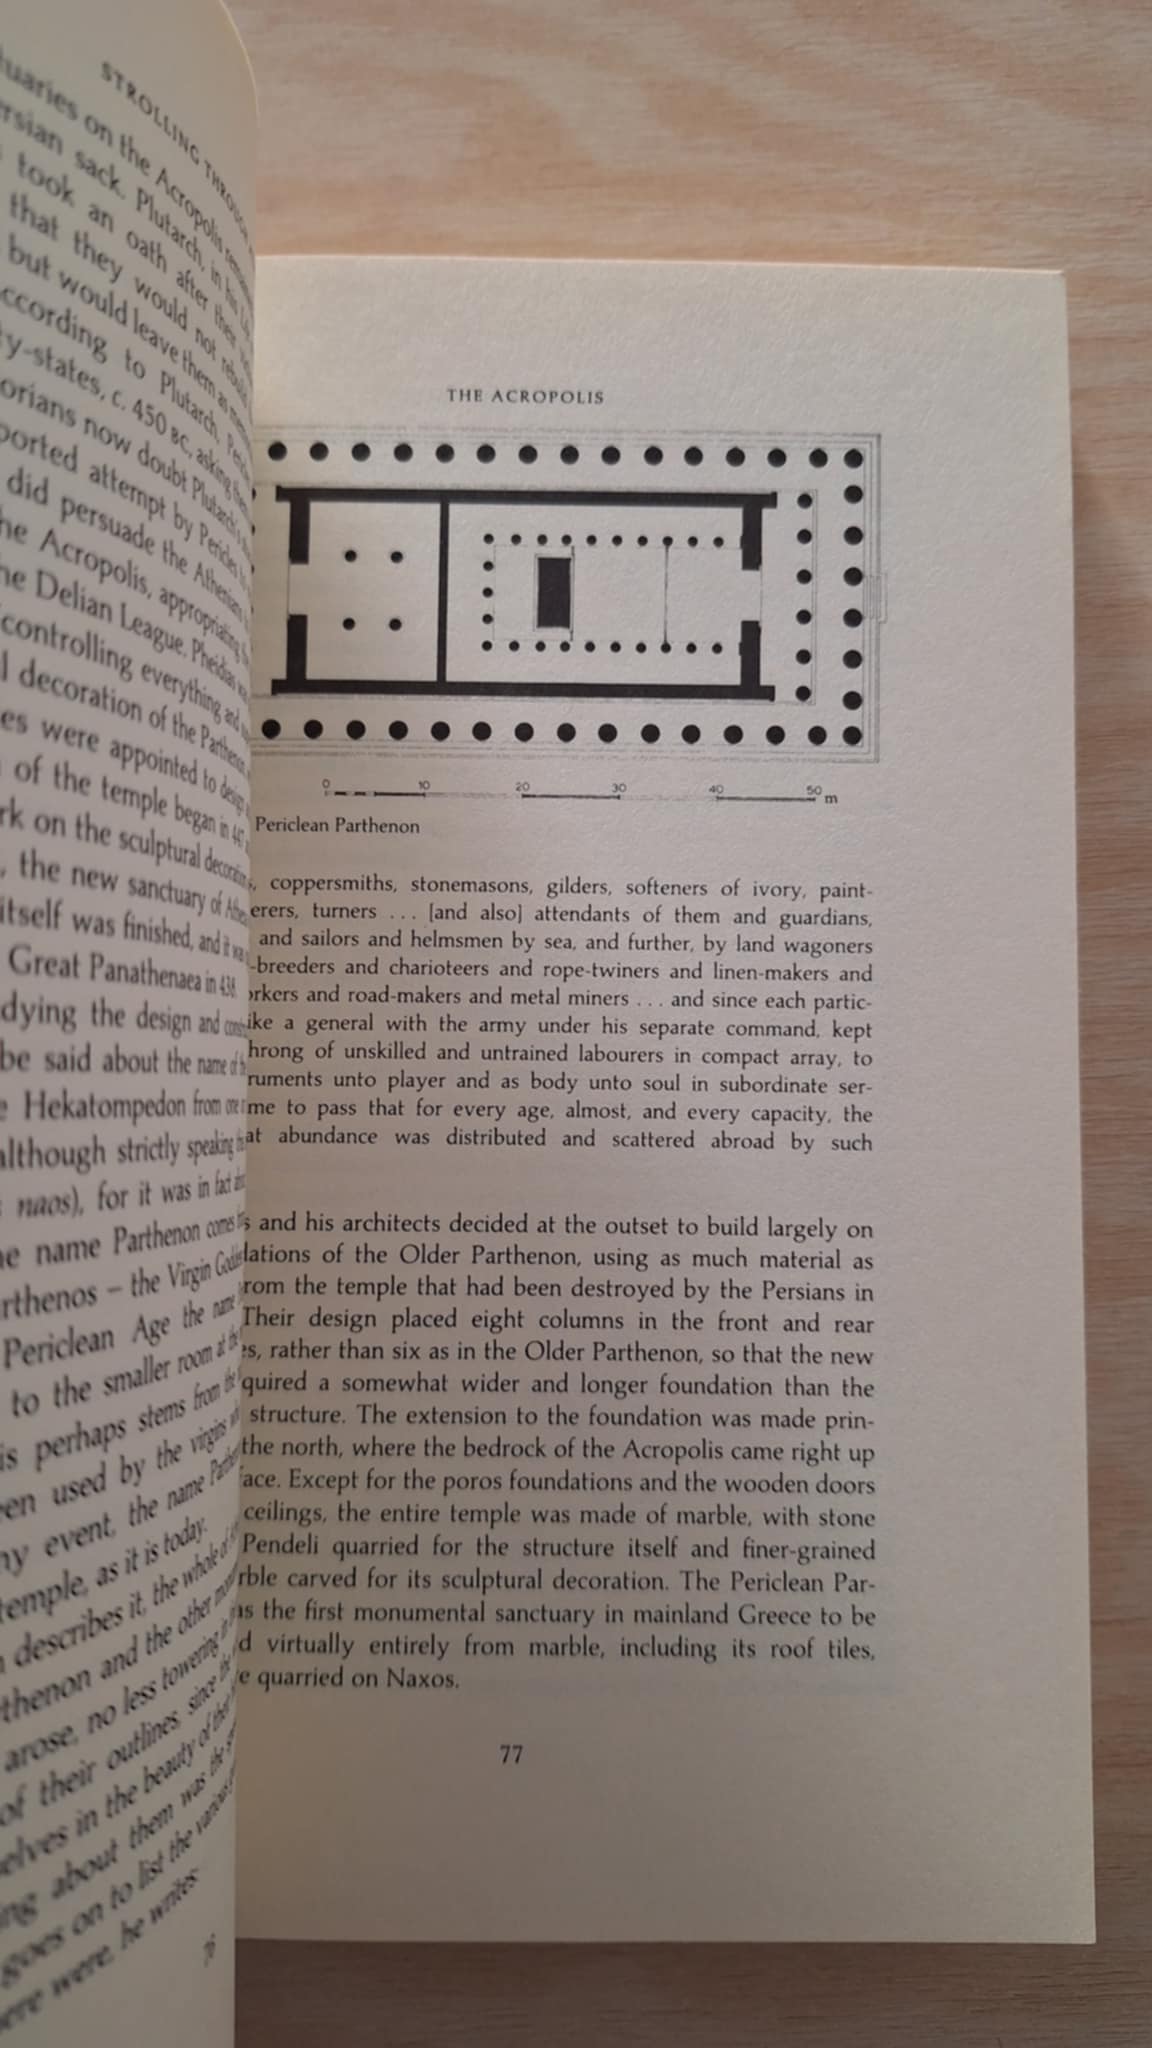 STROLLING THROUGH
tuaries on the Acropolis
ersian sack. Plutarch, in his
took an oath after their
that they would not rebuild
but would leave them as
ccording to Plutarch,
y-states, c. 450 BC, asking
orians now doubt Plutarch's
ported attempt by Pericles
did persuade the Athenians
he Acropolis, appropriating
he Delian League. Pheidias was
controlling everything and
l decoration of the Parthenon,
es were appointed to design
of the temple began in 447
rk on the sculptural decoration
, the new sanctuary of
itself was finished, and it was
Great Panathenaea in 438.
dying the design and
be said about the name of
e Hekatompedon from one
although strictly speaking
naos), for it was in fact
he name Parthenon comes
rthenos – the Virgin Goddess
Periclean Age the name
to the smaller room at the
is perhaps stems from the
een used by the virgins
ny event, the name
temple, as it is today.
describes it, the whole of
thenon and the other
arose, no less towering in
of their outlines, since the
elves in the beauty of their
ing about them was the
goes on to list the various
ere were, he writes:
76
THE ACROPOLIS
0 10 20 30 40 50 m
Periclean Parthenon
s, coppersmiths, stonemasons, gilders, softeners of ivory, paint-
erers, turners . . . [and also] attendants of them and guardians,
and sailors and helmsmen by sea, and further, by land wagoners
-breeders and charioteers and rope-twiners and linen-makers and
orkers and road-makers and metal miners . . . and since each partic-
ike a general with the army under his separate command, kept
hrong of unskilled and untrained labourers in compact array, to
ruments unto player and as body unto soul in subordinate ser-
me to pass that for every age, almost, and every capacity, the
at abundance was distributed and scattered abroad by such
s and his architects decided at the outset to build largely on
lations of the Older Parthenon, using as much material as
rom the temple that had been destroyed by the Persians in
Their design placed eight columns in the front and rear
es, rather than six as in the Older Parthenon, so that the new
quired a somewhat wider and longer foundation than the
structure. The extension to the foundation was made prin-
the north, where the bedrock of the Acropolis came right up
face. Except for the poros foundations and the wooden doors
ceilings, the entire temple was made of marble, with stone
Pendeli quarried for the structure itself and finer-grained
rble carved for its sculptural decoration. The Periclean Par-
as the first monumental sanctuary in mainland Greece to be
d virtually entirely from marble, including its roof tiles,
e quarried on Naxos.
77